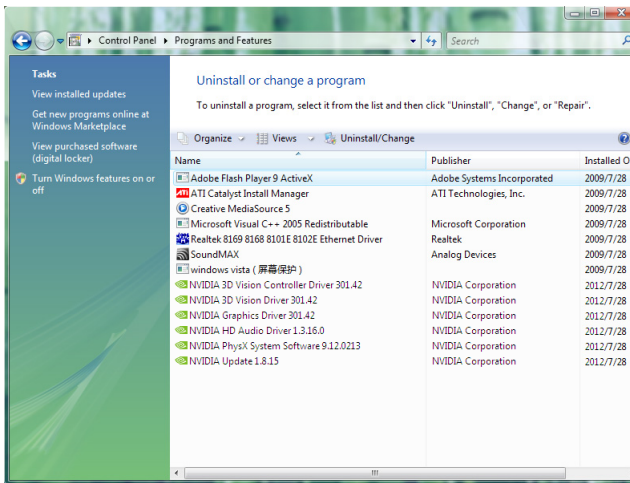 Control Panel ▸ Programs and Features
Search
Tasks
View installed updates
Get new programs online at
Windows Marketplace
View purchased software
(digital locker)
Turn Windows features on or
off
Uninstall or change a program
To uninstall a program, select it from the list and then click "Uninstall", "Change", or "Repair".
Organize Views Uninstall/Change
Name Publisher Installed O
Adobe Flash Player 9 ActiveX Adobe Systems Incorporated 2009/7/28
ATI Catalyst Install Manager ATI Technologies, Inc. 2009/7/28
Creative MediaSource 5 2009/7/28
Microsoft Visual C++ 2005 Redistributable Microsoft Corporation 2009/7/28
Realtek 8169 8168 8101E 8102E Ethernet Driver Realtek 2009/7/28
SoundMAX Analog Devices 2009/7/28
windows vista ( 屏幕保护 ) 2009/7/28
NVIDIA 3D Vision Controller Driver 301.42 NVIDIA Corporation 2012/7/28
NVIDIA 3D Vision Driver 301.42 NVIDIA Corporation 2012/7/28
NVIDIA Graphics Driver 301.42 NVIDIA Corporation 2012/7/28
NVIDIA HD Audio Driver 1.3.16.0 NVIDIA Corporation 2012/7/28
NVIDIA PhysX System Software 9.12.0213 NVIDIA Corporation 2012/7/28
NVIDIA Update 1.8.15 NVIDIA Corporation 2012/7/28